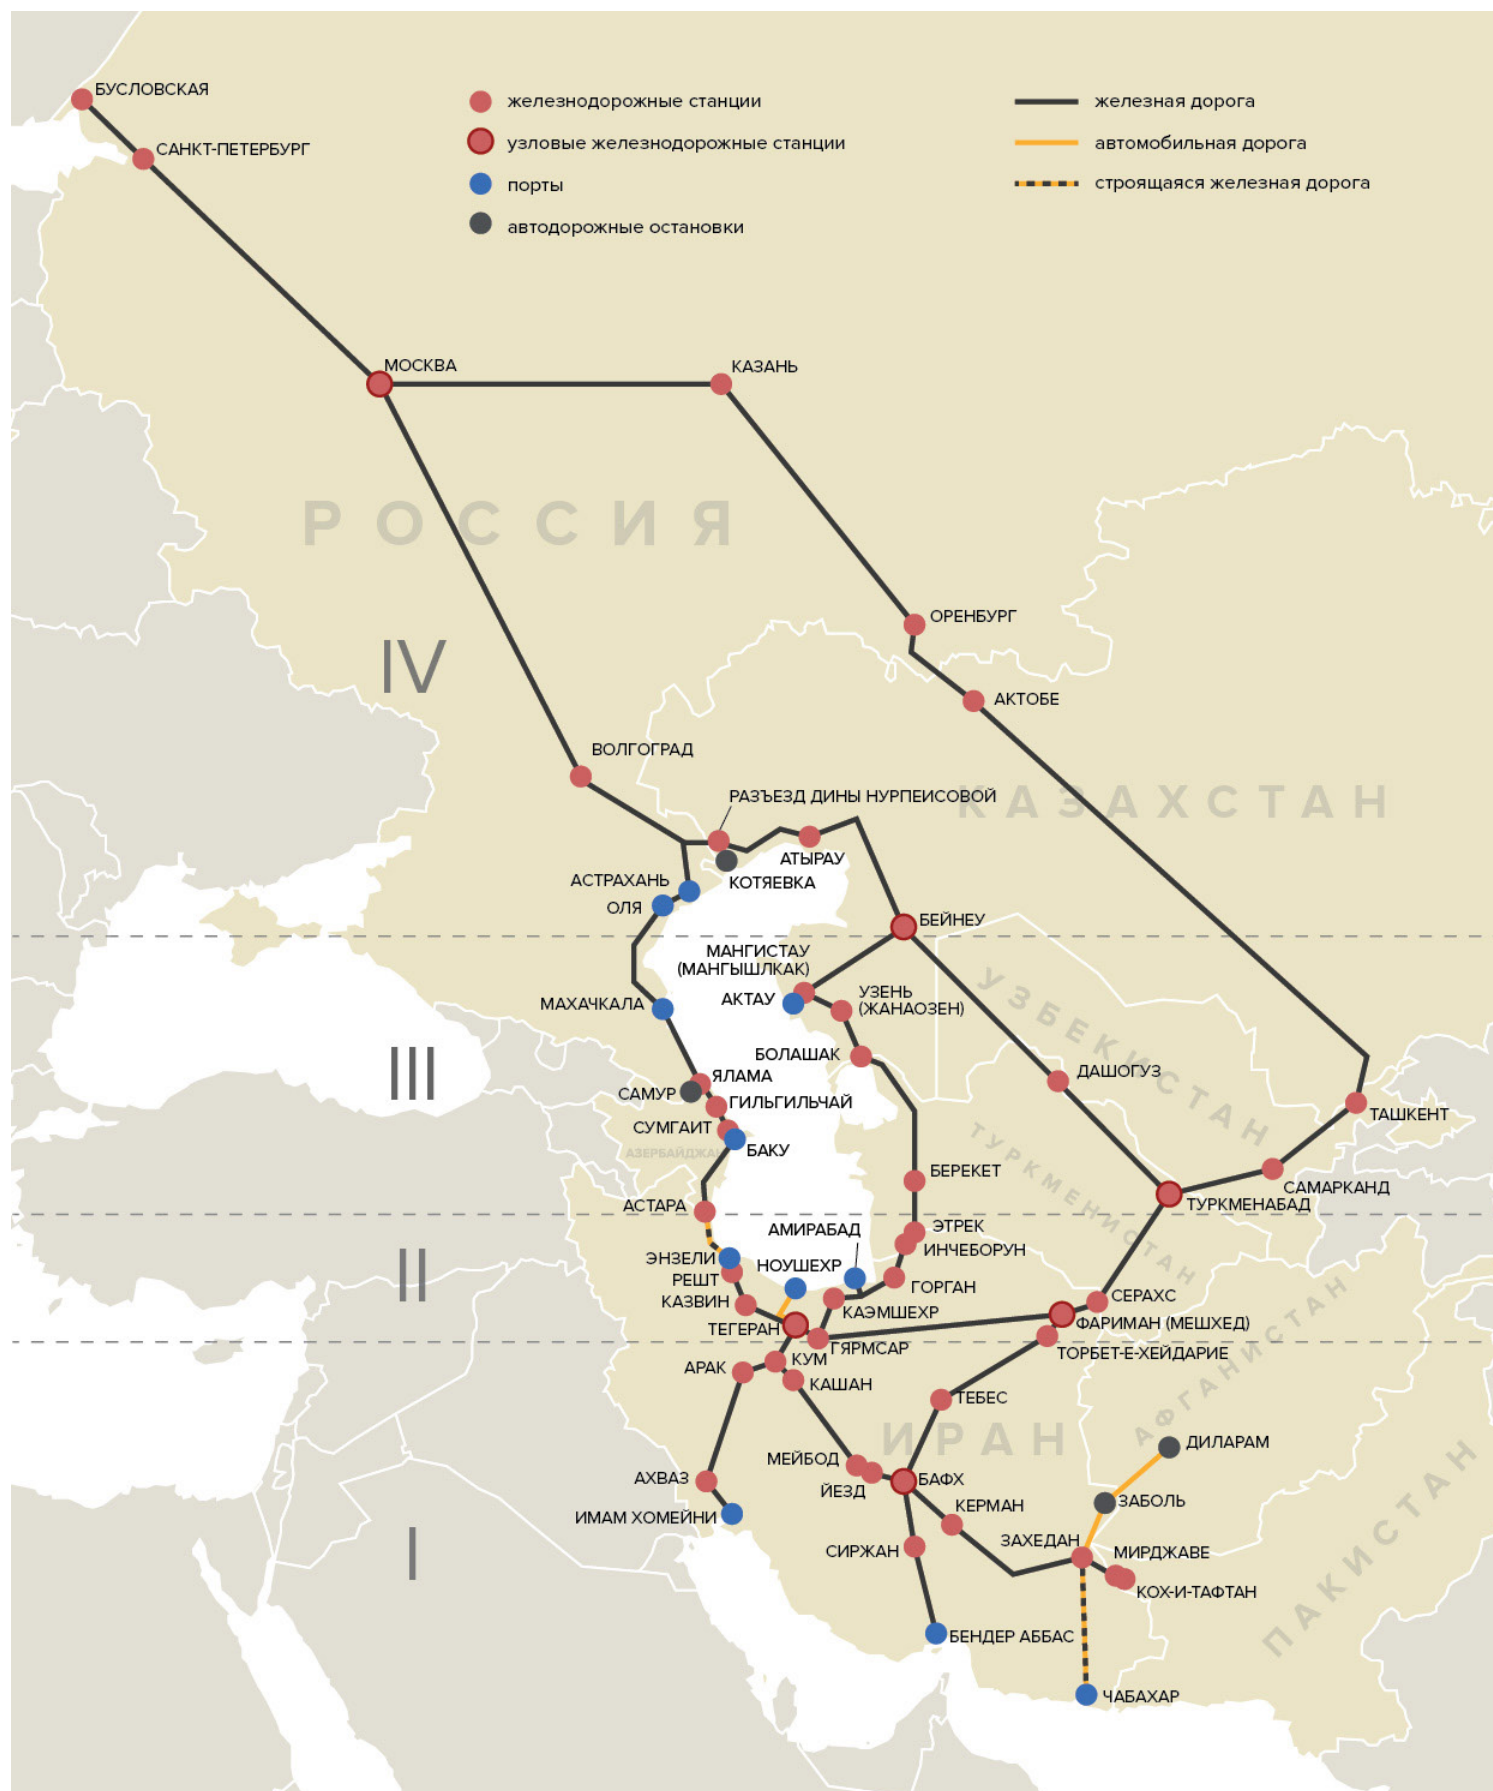 БУСЛОВСКАЯ
железнодорожные станции
железная дорога
САНКТ-ПЕТЕРБУРГ
узловые железнодорожные станции
автомобильная дорога
порты
строящаяся железная дорога
автодорожные остановки
МОСКВА
КАЗАНЬ
РОССИЯ
ОРЕНБУРГ
IV
АКТОБЕ
ВОЛГОГРАД
РАЗЪЕЗД ДИНЫ НУРПЕИСОВОЙ
КАЗАХСТАН
АТЫРАУ
АСТРАХАНЬ
КОТЯЕВКА
ОЛЯ
БЕЙНЕУ
МАНГИСТАУ
(МАНГЫШЛКАК)
АКТАУ
УЗЕНЬ
(ЖАНАОЗЕН)
МАХАЧКАЛА
УЗБЕКИСТАН
БОЛАШАК
III
ДАШОГУЗ
ЯЛАМА
САМУР
ГИЛЬГИЛЬЧАЙ
ТАШКЕНТ
СУМГАИТ
БАКУ
АЗЕРБАЙДЖАН
ТУРКМЕНИСТАН
БЕРЕКЕТ
САМАРКАНД
АСТАРА
ТУРКМЕНАБАД
АМИРАБАД
ЭТРЕК
ИНЧЕБОРУН
ЭНЗЕЛИ
НОУШЕХР
РЕШТ
II
ГОРГАН
КАЗВИН
КАЭМШЕХР
СЕРАХС
ТЕГЕРАН
ФАРИМАН (МЕШХЕД)
ГЯРМСАР
ТОРБЕТ-Е-ХЕЙДАРИЕ
АРАК
КУМ
КАШАН
АФГАНИСТАН
ТЕБЕС
ИРАН
ДИЛАРАМ
МЕЙБОД
АХВАЗ
БАФХ
ЙЕЗД
ЗАБОЛЬ
КЕРМАН
ИМАМ ХОМЕЙНИ
ПАКИСТАН
I
СИРЖАН
ЗАХЕДАН
МИРДЖАВЕ
КОХ-И-ТАФТАН
БЕНДЕР АББАС
ЧАБАХАР